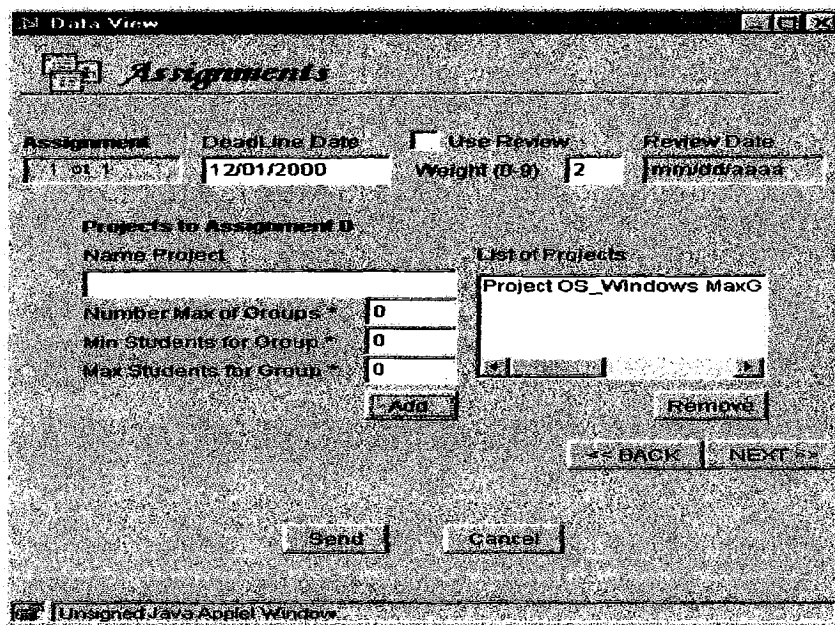 Data View
Assignments
Assignment DeadLine Date Use Review Review Date
1 of 1 12/01/2000 Weight (0-9) 2 mm/dd/aaaa
Projects to Assignment 0
Name Project List of Projects
Project OS_Windows MaxG
Number Max of Groups * 0
Min Students for Group * 0
Max Students for Group * 0
Add Remove
<< BACK NEXT >>
Send Cancel
Unsigned Java Applet Window